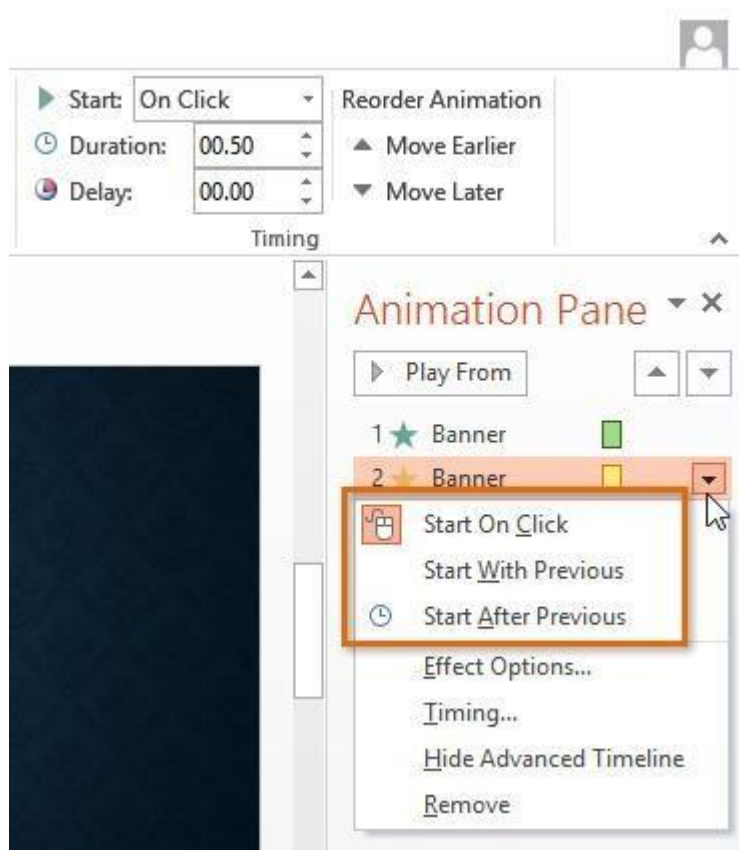 Start: On Click Reorder Animation
Duration: 00.50 Move Earlier
Delay: 00.00 Move Later
Timing
Animation Pane
Play From
1 Banner
2 Banner
Start On Click
Start With Previous
Start After Previous
Effect Options...
Timing...
Hide Advanced Timeline
Remove